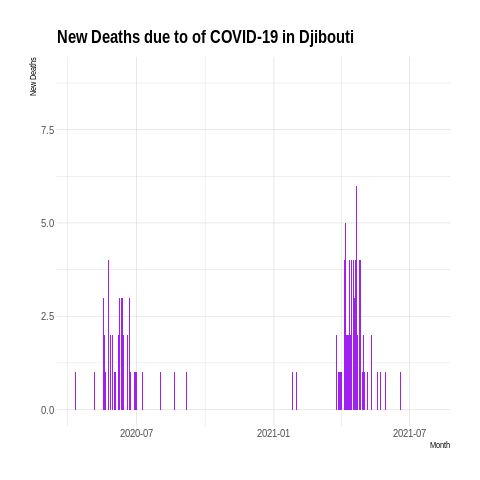 New Deaths due to of COVID-19 in Djibouti
New Deaths
7.5
5.0
2.5
0.0
2020-07
2021-01
2021-07
Month